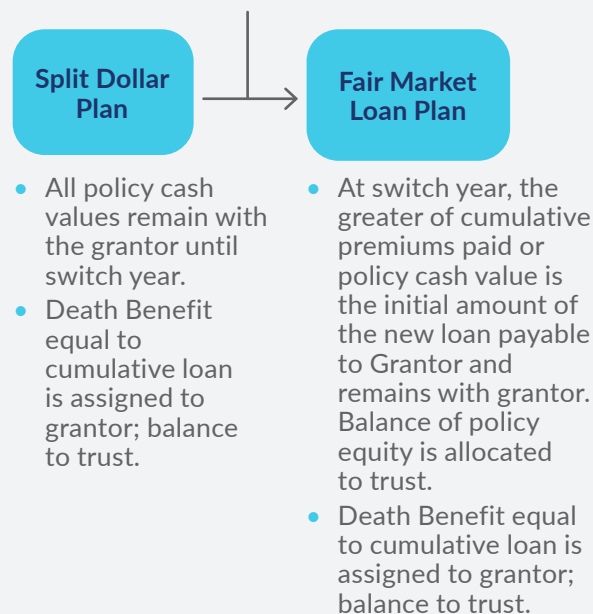 Split Dollar
Plan
All policy cash
values remain with
the grantor until
switch year.
Death Benefit
equal to
cumulative loan
is assigned to
grantor; balance
to trust.
Fair Market
Loan Plan
At switch year, the
greater of cumulative
premiums paid or
policy cash value is
the initial amount of
the new loan payable
to Grantor and
remains with grantor.
Balance of policy
equity is allocated
to trust.
Death Benefit equal
to cumulative loan is
assigned to grantor;
balance to trust.